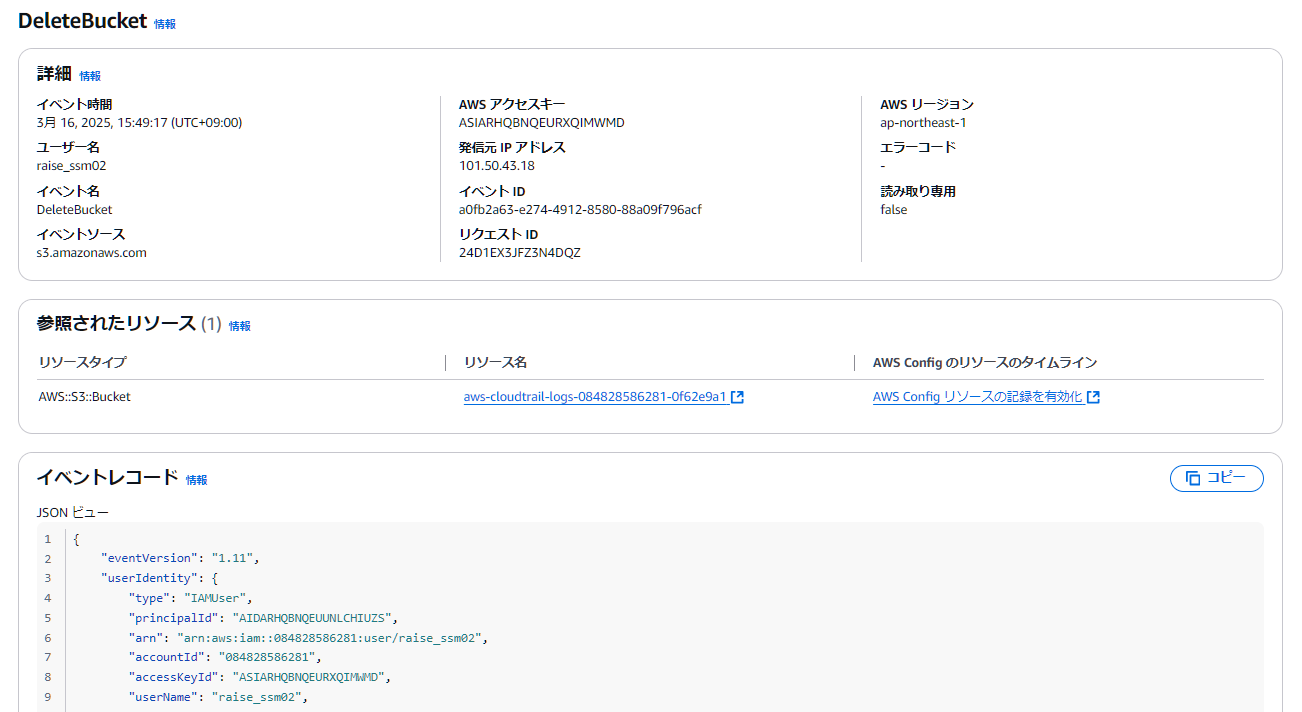 DeleteBucket 情報
詳細 情報
イベント時間
3月 16, 2025, 15:49:17 (UTC+09:00)
ユーザー名
raise_ssm02
イベント名
DeleteBucket
イベントソース
s3.amazonaws.com
AWS アクセスキー
ASIARHQBNQEURXQIMWMD
発信元 IP アドレス
101.50.43.18
イベント ID
a0fb2a63-e274-4912-8580-88a09f796acf
リクエスト ID
24D1EX3JFZ3N4DQZ
AWS リージョン
ap-northeast-1
エラーコード
-
読み取り専用
false
参照されたリソース (1) 情報
リソースタイプ リソース名 AWS Config のリソースのタイムライン
AWS::S3::Bucket aws-cloudtrail-logs-084828586281-0f62e9a1 AWS Config リソースの記録を有効化
イベントレコード 情報 コピー
JSON ビュー
1 {
2 "eventVersion": "1.11",
3 "userIdentity": {
4 "type": "IAMUser",
5 "principalId": "AIDARHQBNQEUUNLCHIUZS",
6 "arn": "arn:aws:iam::084828586281:user/raise_ssm02",
7 "accountId": "084828586281",
8 "accessKeyId": "ASIARHQBNQEURXQIMWMD",
9 "userName": "raise_ssm02",